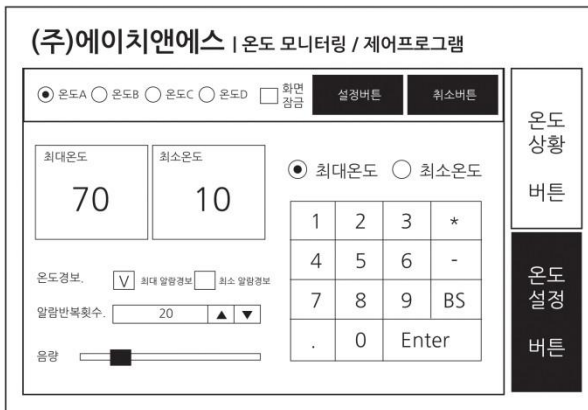 (주)에이치앤에스 | 온도 모니터링 / 제어프로그램
온도A 온도B 온도C 온도D 화면잠금 설정버튼 취소버튼
온도상황 버튼
최대온도 최소온도
70 10
최대온도 최소온도
1 2 3 *
4 5 6 -
7 8 9 BS
. 0 Enter
온도경보. V 최대 알람경보 최소 알람경보
알람반복횟수. 20 ▲ ▼
음량
온도설정 버튼